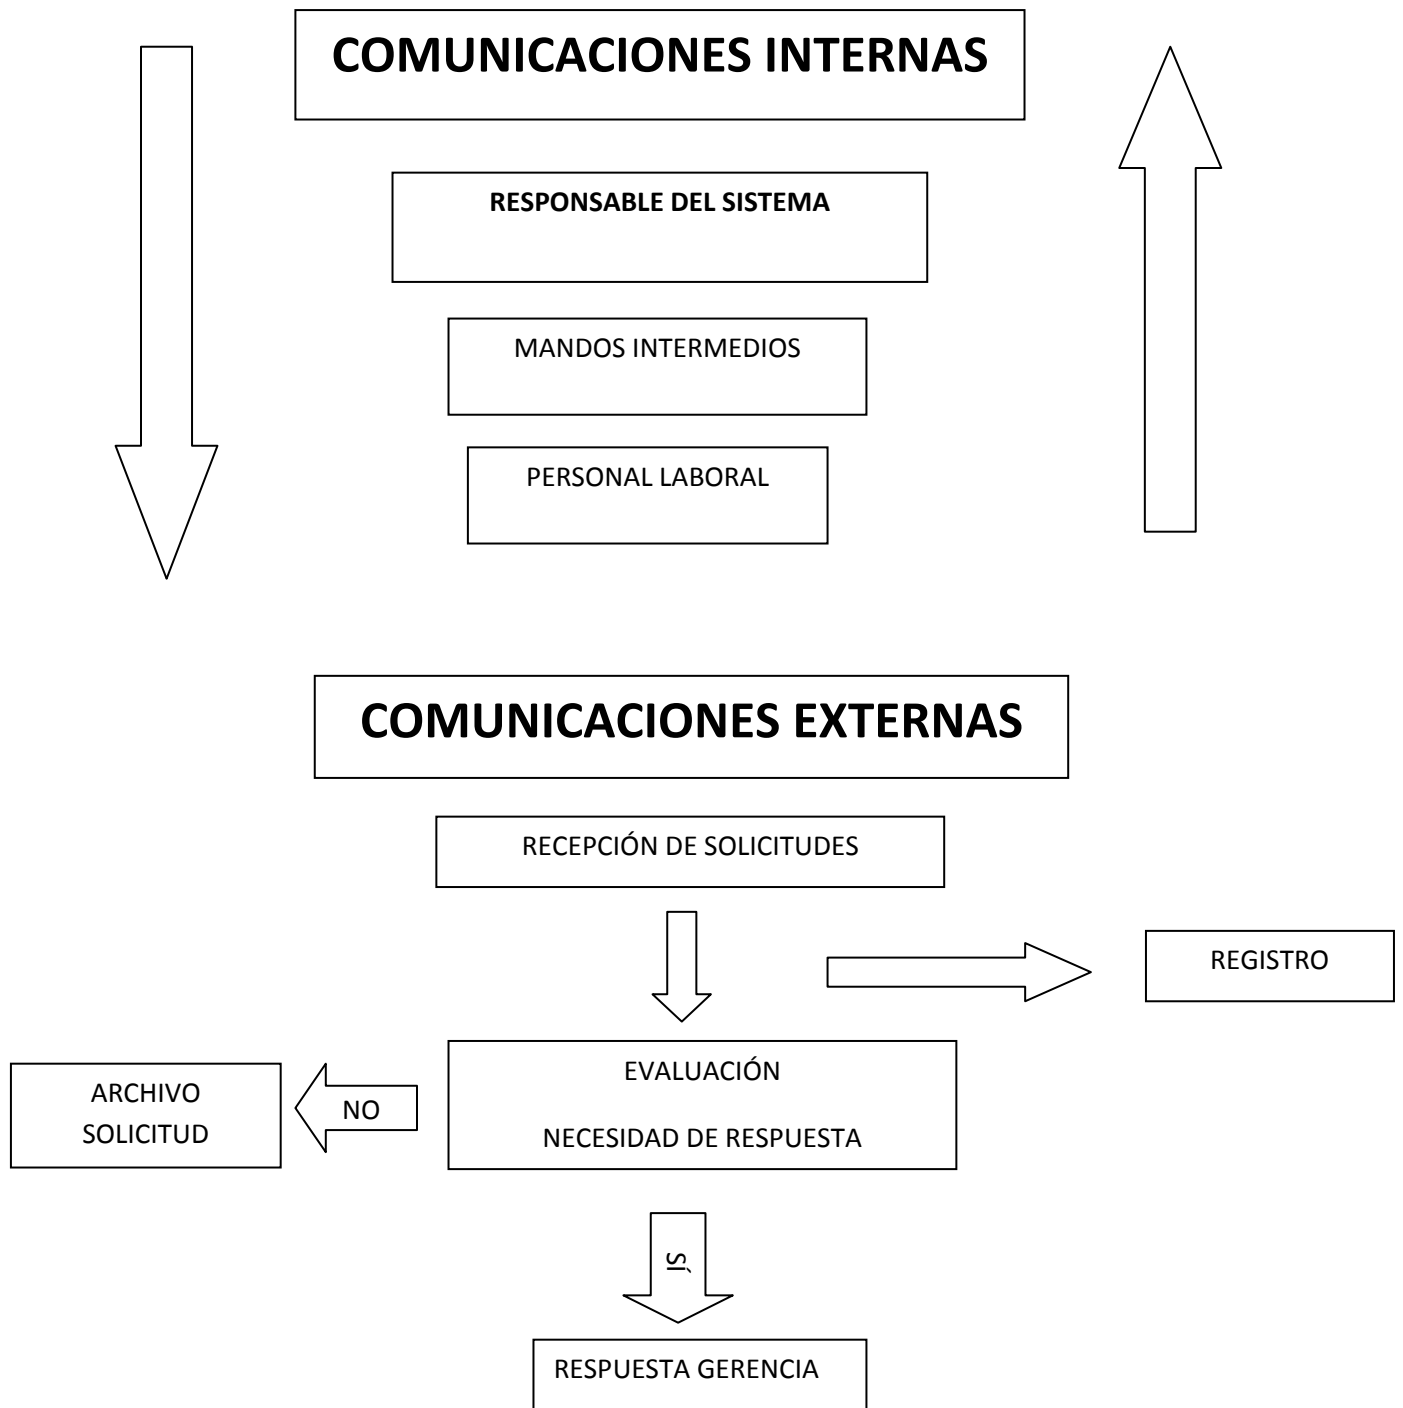 COMUNICACIONES INTERNAS
RESPONSABLE DEL SISTEMA
MANDOS INTERMEDIOS
PERSONAL LABORAL
COMUNICACIONES EXTERNAS
RECEPCIÓN DE SOLICITUDES
REGISTRO
EVALUACIÓN
NECESIDAD DE RESPUESTA
NO
ARCHIVO
SOLICITUD
SÍ
RESPUESTA GERENCIA